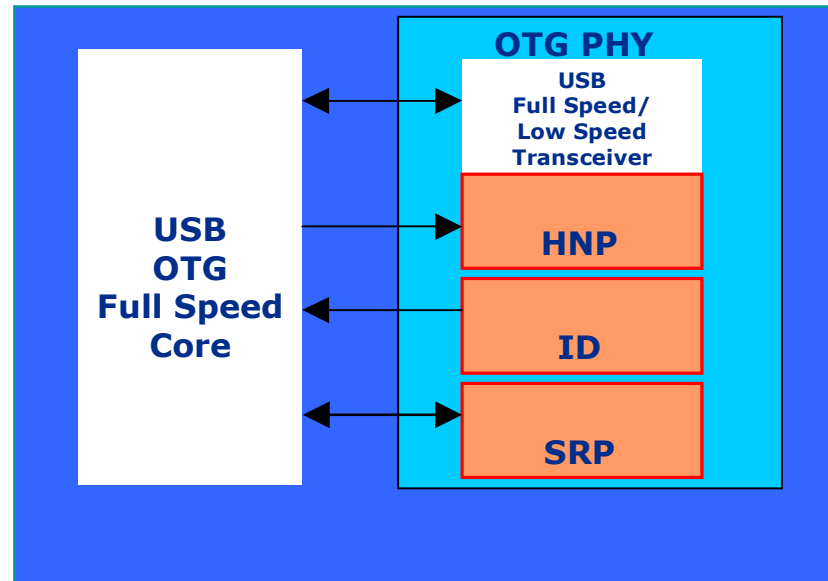 USB
OTG
Full Speed
Core
OTG PHY
USB
Full Speed/
Low Speed
Transceiver
HNP
ID
SRP